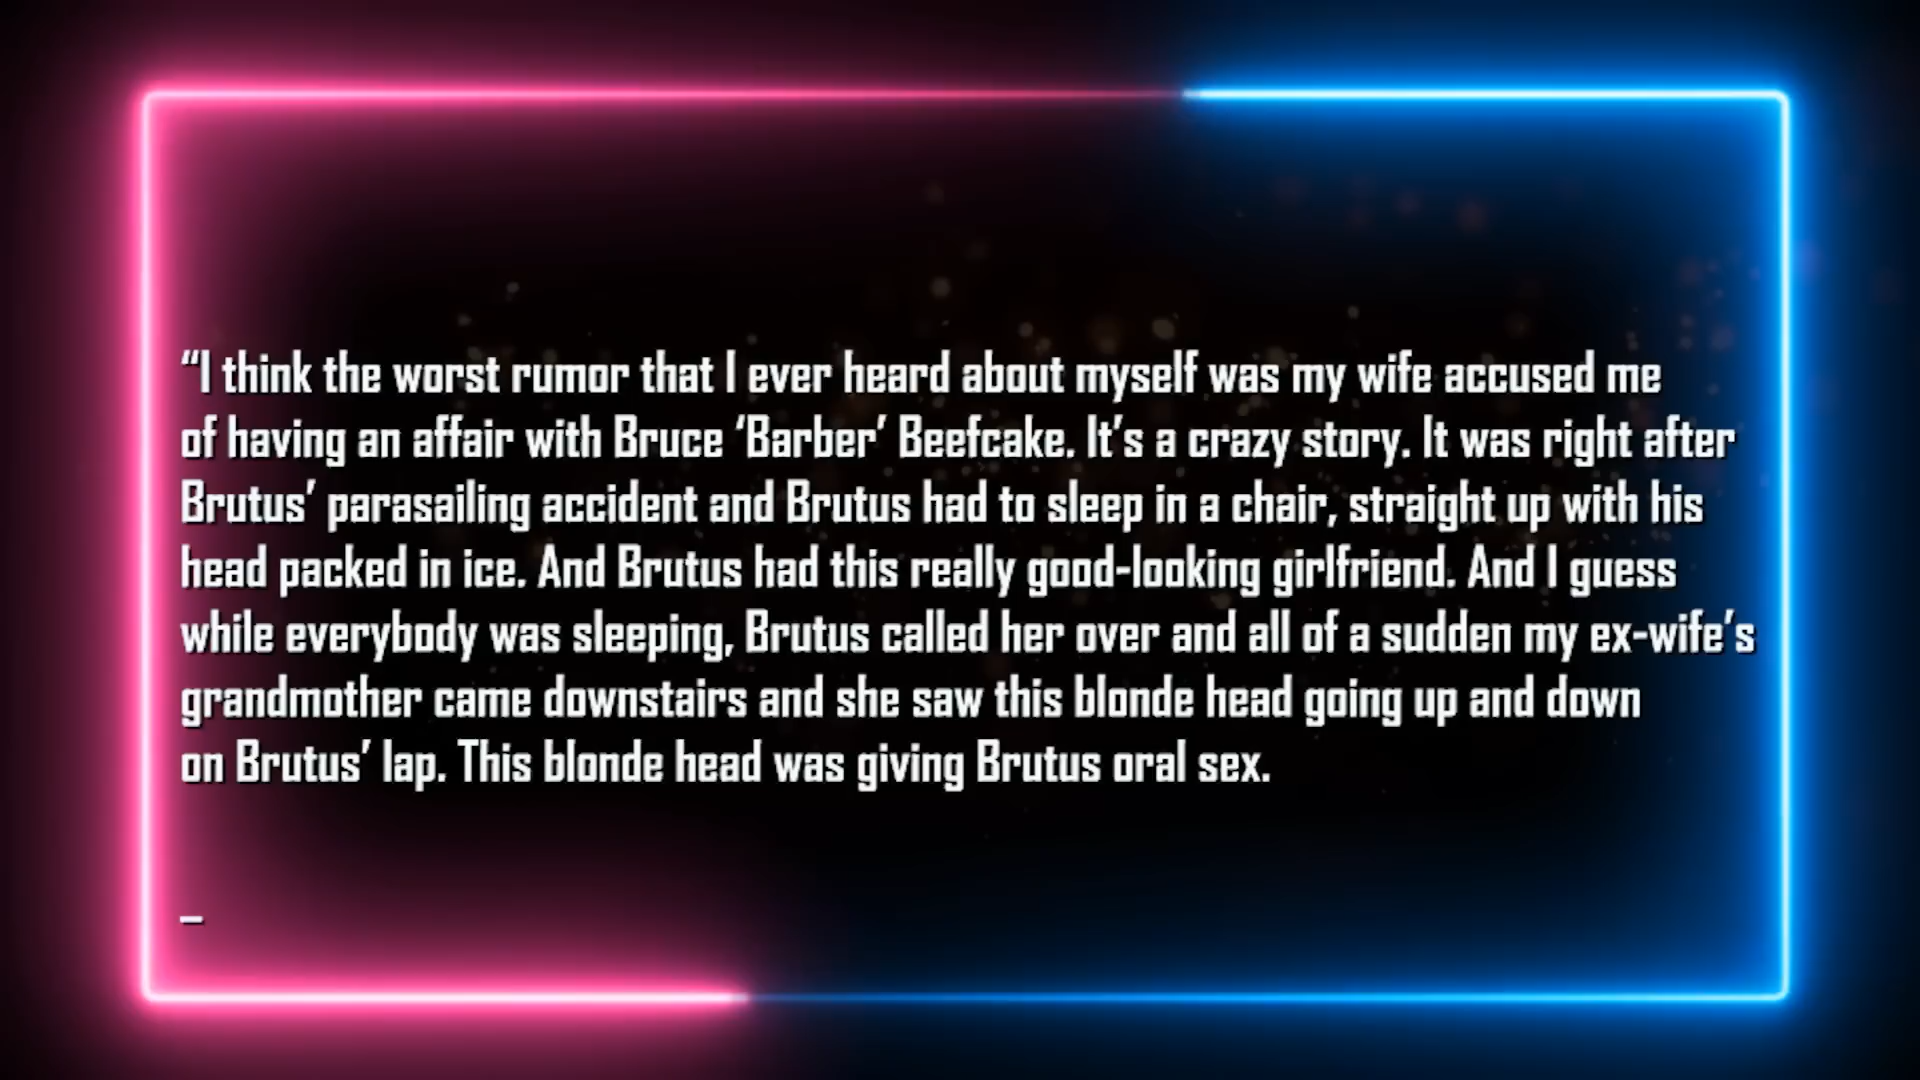 “I think the worst rumor that I ever heard about myself was my wife accused me
of having an affair with Bruce ‘Barber’ Beefcake. It’s a crazy story. It was right after
Brutus’ parasailing accident and Brutus had to sleep in a chair, straight up with his
head packed in ice. And Brutus had this really good-looking girlfriend. And I guess
while everybody was sleeping, Brutus called her over and all of a sudden my ex-wife’s
grandmother came downstairs and she saw this blonde head going up and down
on Brutus’ lap. This blonde head was giving Brutus oral sex.
–